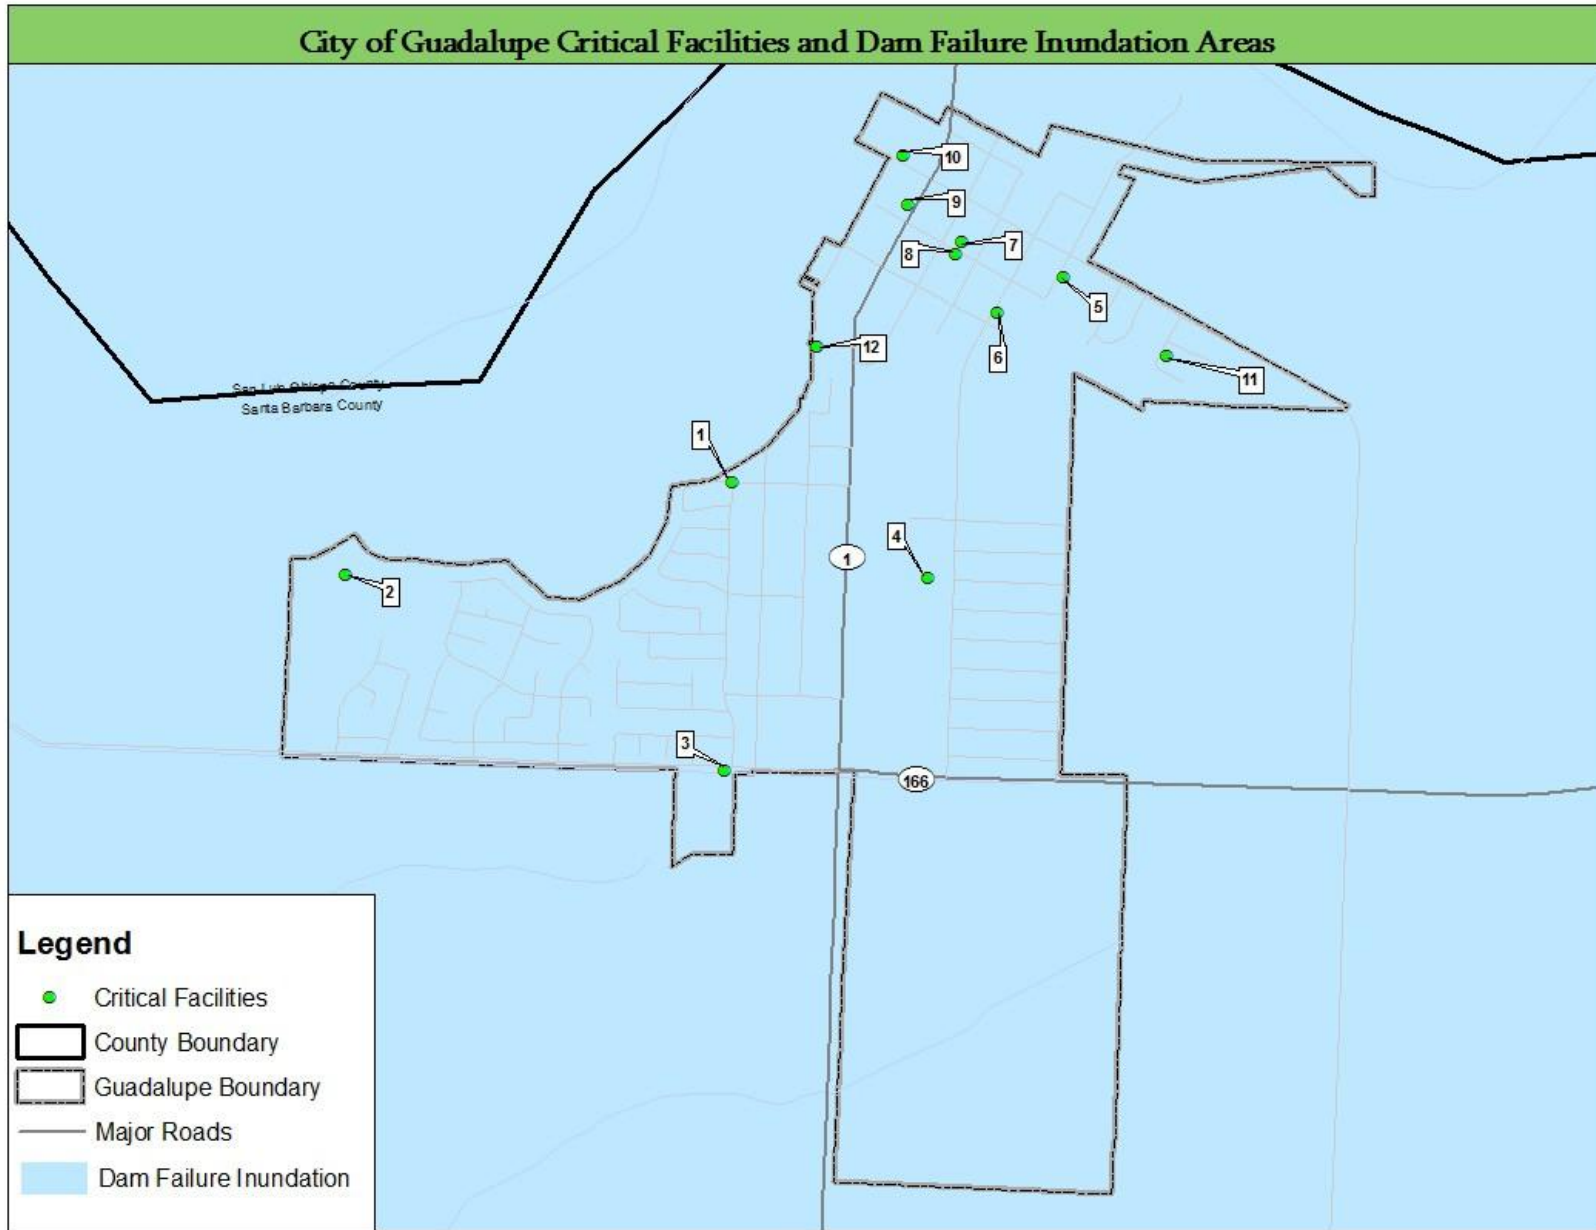 City of Guadalupe Critical Facilities and Dam Failure Inundation Areas
10
9
7
8
5
6
12
11
San Luis Obispo County
Santa Barbara County
1
4
1
2
3
166
Legend
Critical Facilities
County Boundary
Guadalupe Boundary
Major Roads
Dam Failure Inundation